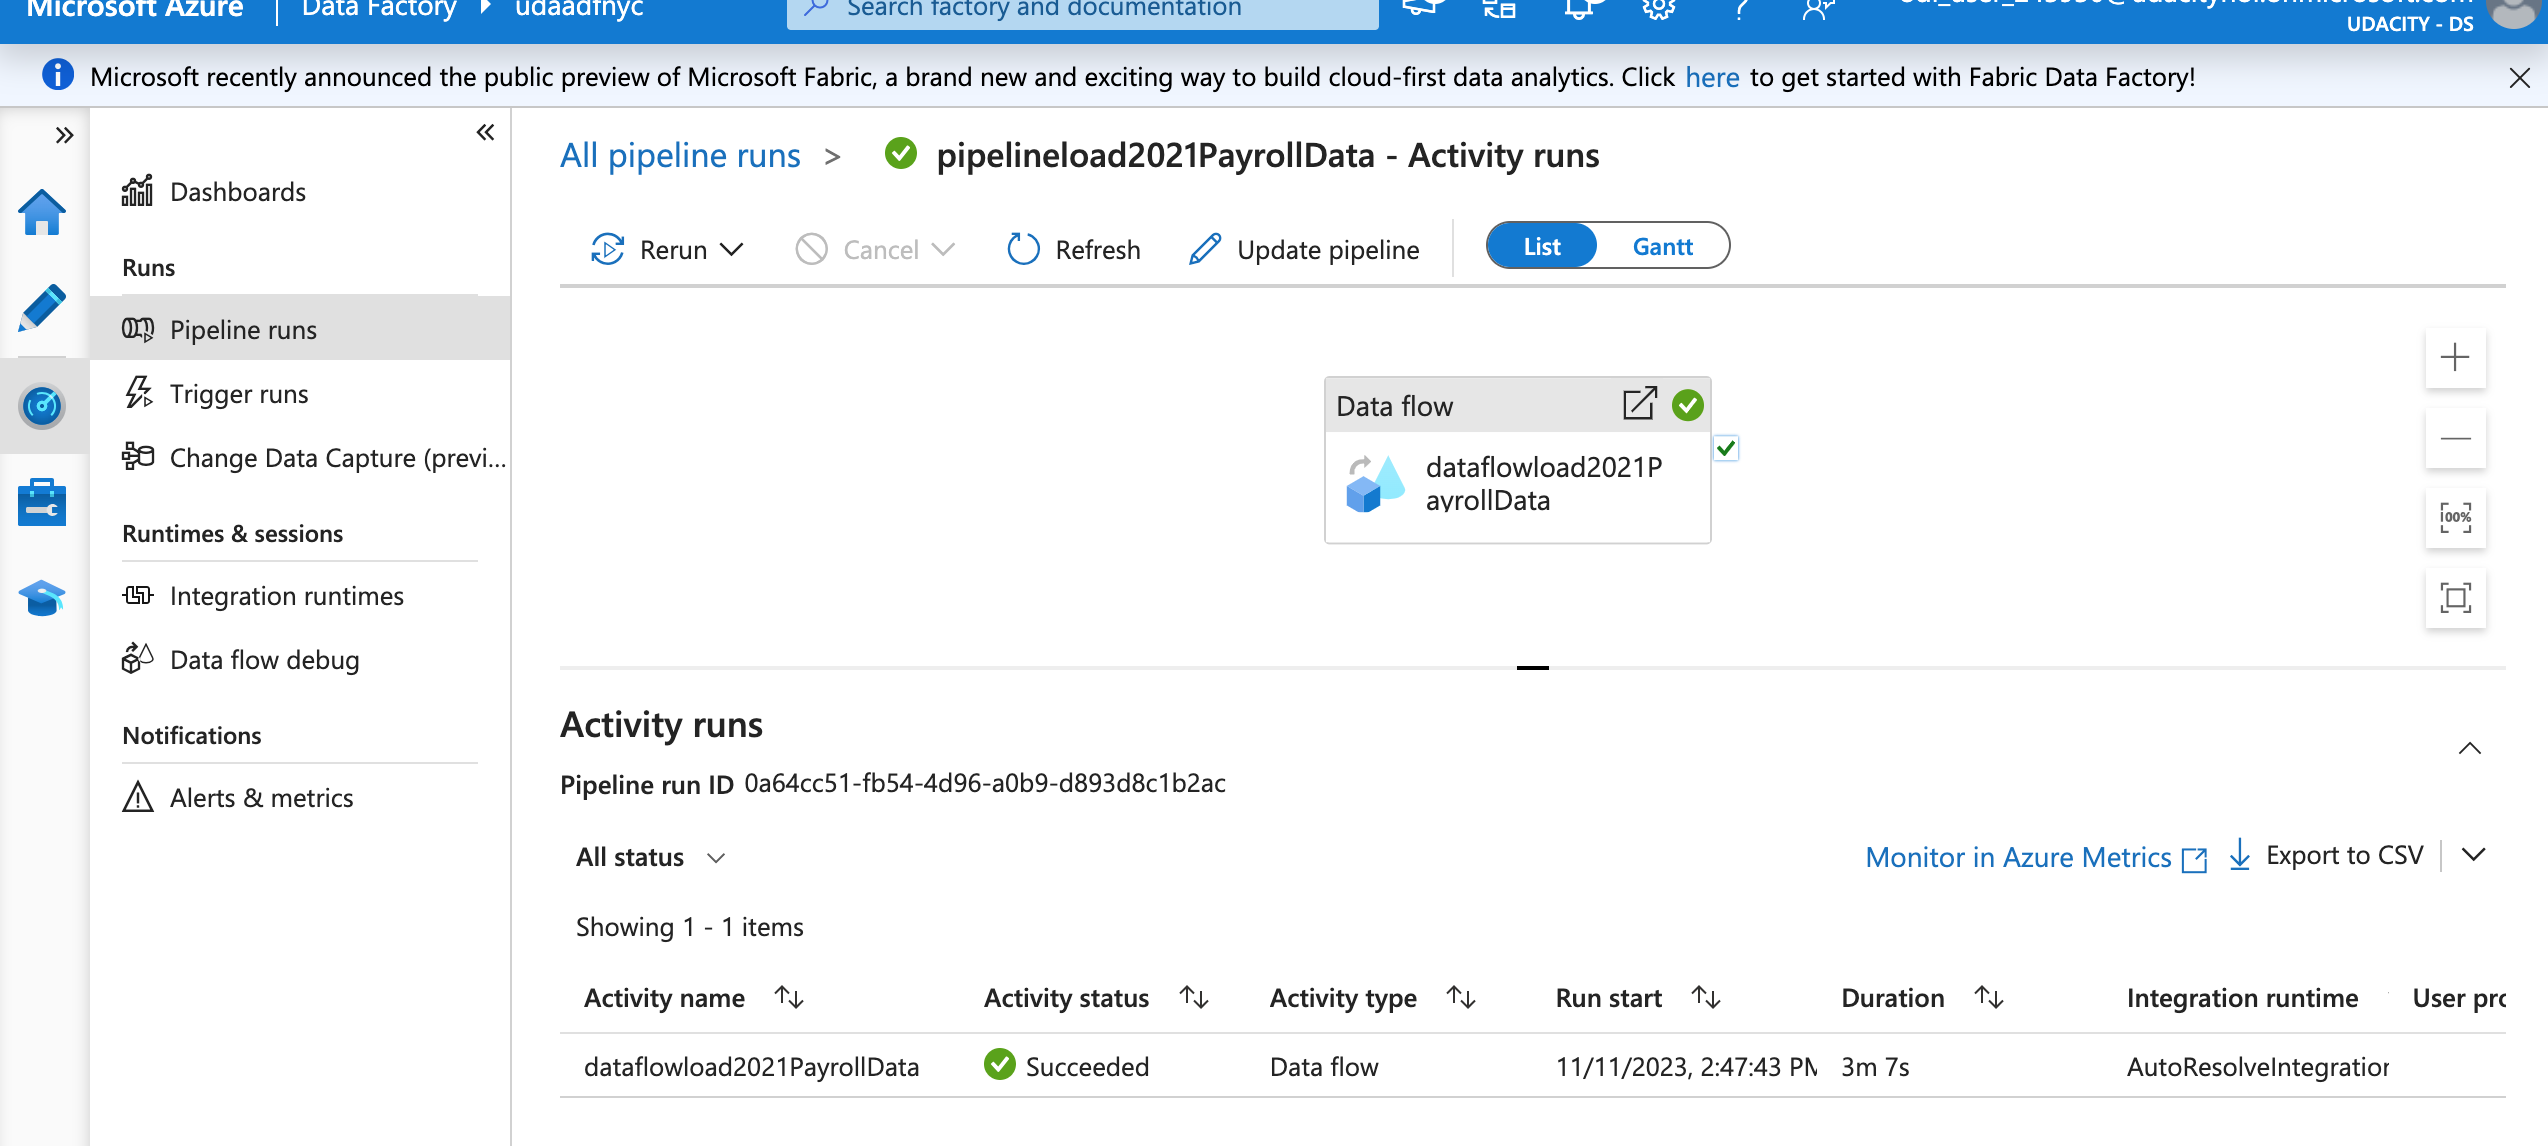 Microsoft Azure Data Factory udaadfnyc Search factory and documentation
UDACITY - DS
Microsoft recently announced the public preview of Microsoft Fabric, a brand new and exciting way to build cloud-first data analytics. Click here to get started with Fabric Data Factory!
All pipeline runs > pipelineload2021PayrollData - Activity runs
Dashboards
Rerun Cancel Refresh Update pipeline List Gantt
Runs
Pipeline runs
Trigger runs
Change Data Capture (previ...
Runtimes & sessions
Integration runtimes
Data flow debug
Notifications
Alerts & metrics
Data flow
dataflowload2021P
ayrollData
100%
Activity runs
Pipeline run ID 0a64cc51-fb54-4d96-a0b9-d893d8c1b2ac
All status Monitor in Azure Metrics Export to CSV
Showing 1 - 1 items
Activity name Activity status Activity type Run start Duration Integration runtime User pro
dataflowload2021PayrollData Succeeded Data flow 11/11/2023, 2:47:43 PM 3m 7s AutoResolveIntegration